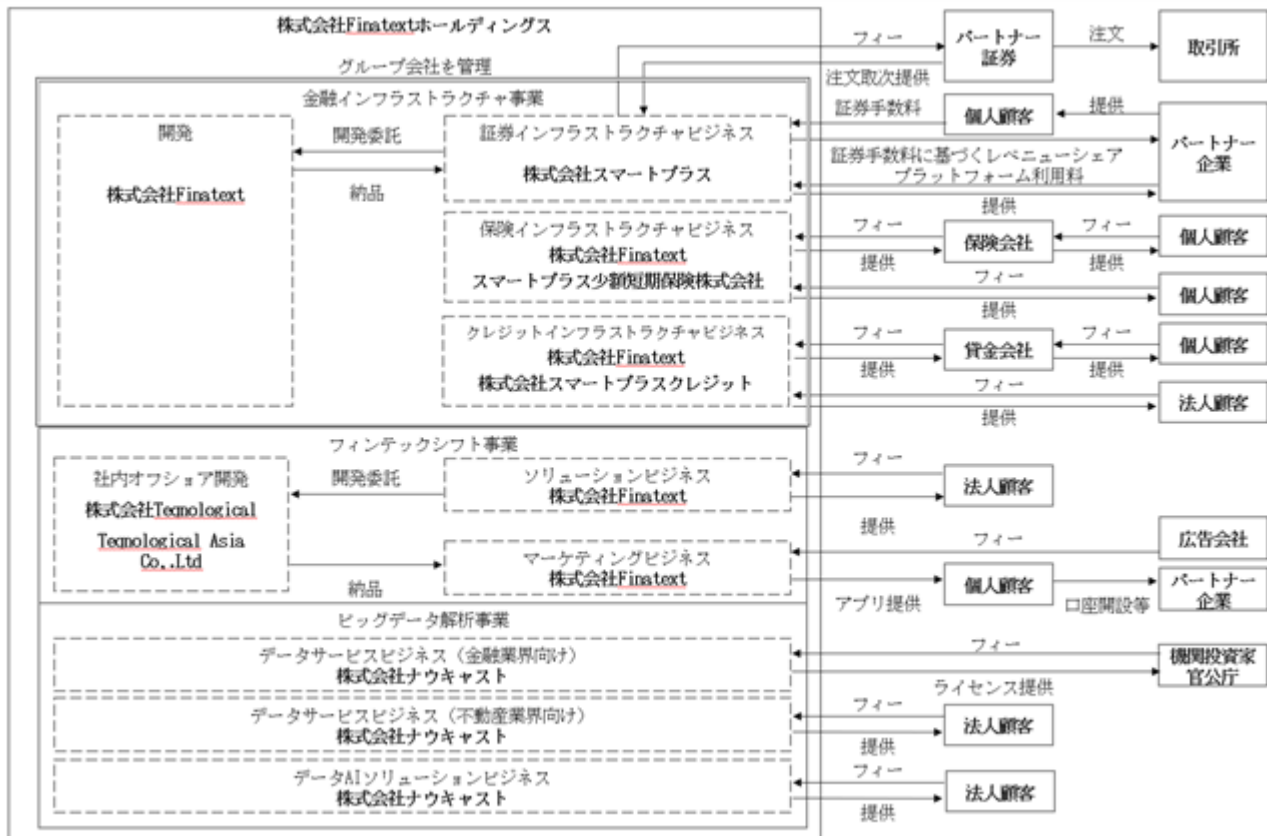 株式会社Finatextホールディングス
グループ会社を管理
金融インフラストラクチャ事業
開発
株式会社Finatext
開発委託
納品
証券インフラストラクチャビジネス
株式会社スマートプラス
フィー
注文取次提供
パートナー
証券
注文
取引所
証券手数料
個人顧客
提供
パートナー
企業
証券手数料に基づくレベニューシェア
プラットフォーム利用料
提供
保険インフラストラクチャビジネス
株式会社Finatext
スマートプラス少額短期保険株式会社
フィー
提供
保険会社
フィー
提供
個人顧客
フィー
提供
個人顧客
クレジットインフラストラクチャビジネス
株式会社Finatext
株式会社スマートプラスクレジット
フィー
提供
貸金会社
フィー
提供
個人顧客
フィー
提供
法人顧客
フィンテックシフト事業
社内オフショア開発
株式会社Teqnological
Teqnological Asia
Co,.Ltd
開発委託
納品
ソリューションビジネス
株式会社Finatext
フィー
提供
法人顧客
マーケティングビジネス
株式会社Finatext
フィー
広告会社
アプリ提供
個人顧客
口座開設等
パートナー
企業
ビッグデータ解析事業
データサービスビジネス（金融業界向け）
株式会社ナウキャスト
フィー
ライセンス提供
機関投資家
官公庁
データサービスビジネス（不動産業界向け）
株式会社ナウキャスト
フィー
提供
法人顧客
データAIソリューションビジネス
株式会社ナウキャスト
フィー
提供
法人顧客